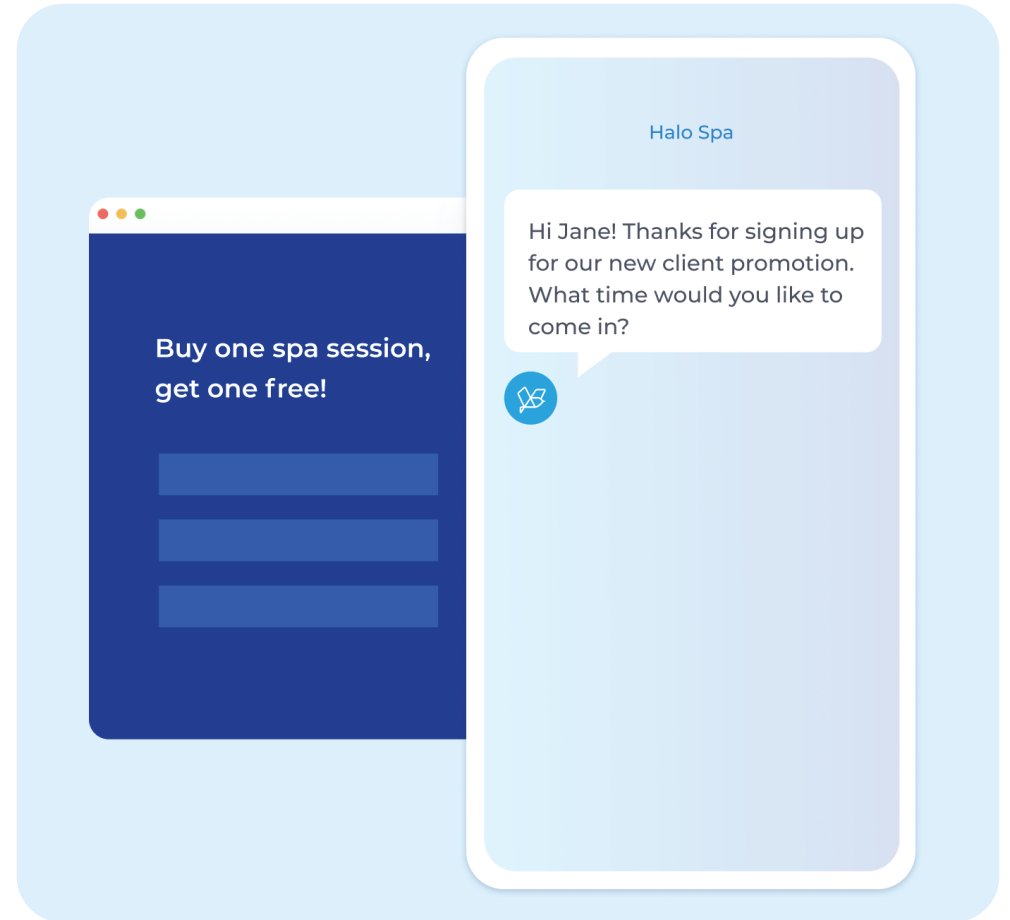 Halo Spa
Hi Jane! Thanks for signing up
for our new client promotion.
What time would you like to
come in?
Buy one spa session,
get one free!